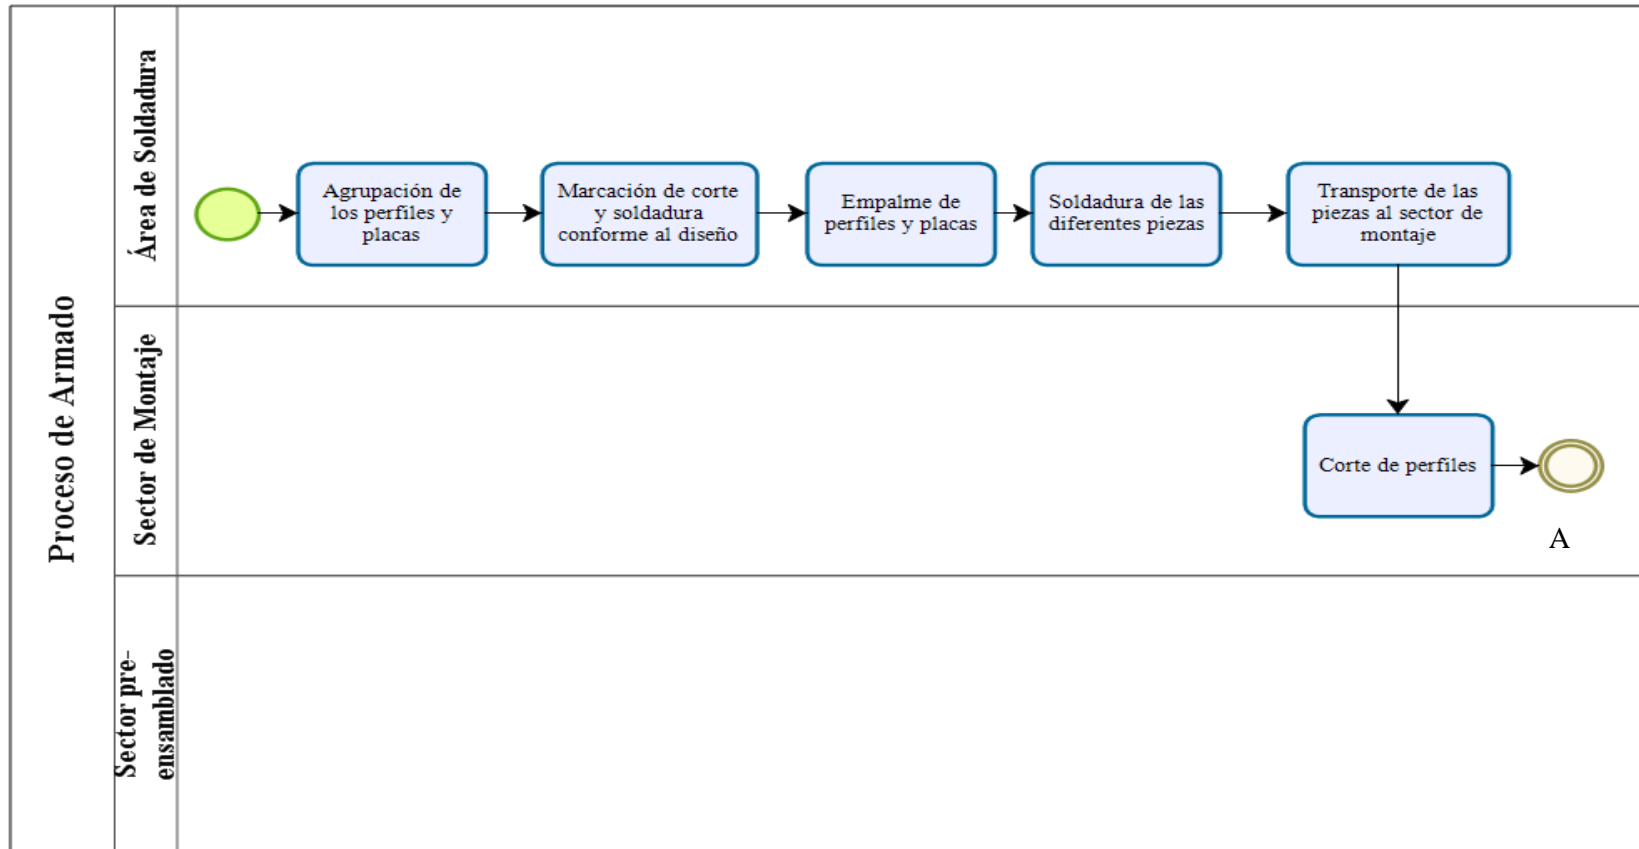 Proceso de Armado
Área de Soldadura
Agrupación de
los perfiles y
placas
Marcación de corte
y soldadura
conforme al diseño
Empalme de
perfiles y placas
Soldadura de las
diferentes piezas
Transporte de las
piezas al sector de
montaje
Sector de Montaje
Corte de perfiles
A
Sector pre-
ensamblado